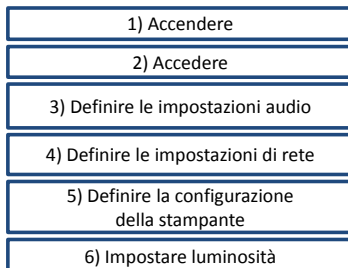 1) Accendere
2) Accedere
3) Definire le impostazioni audio
4) Definire le impostazioni di rete
5) Definire la configurazione
della stampante
6) Impostare luminosità